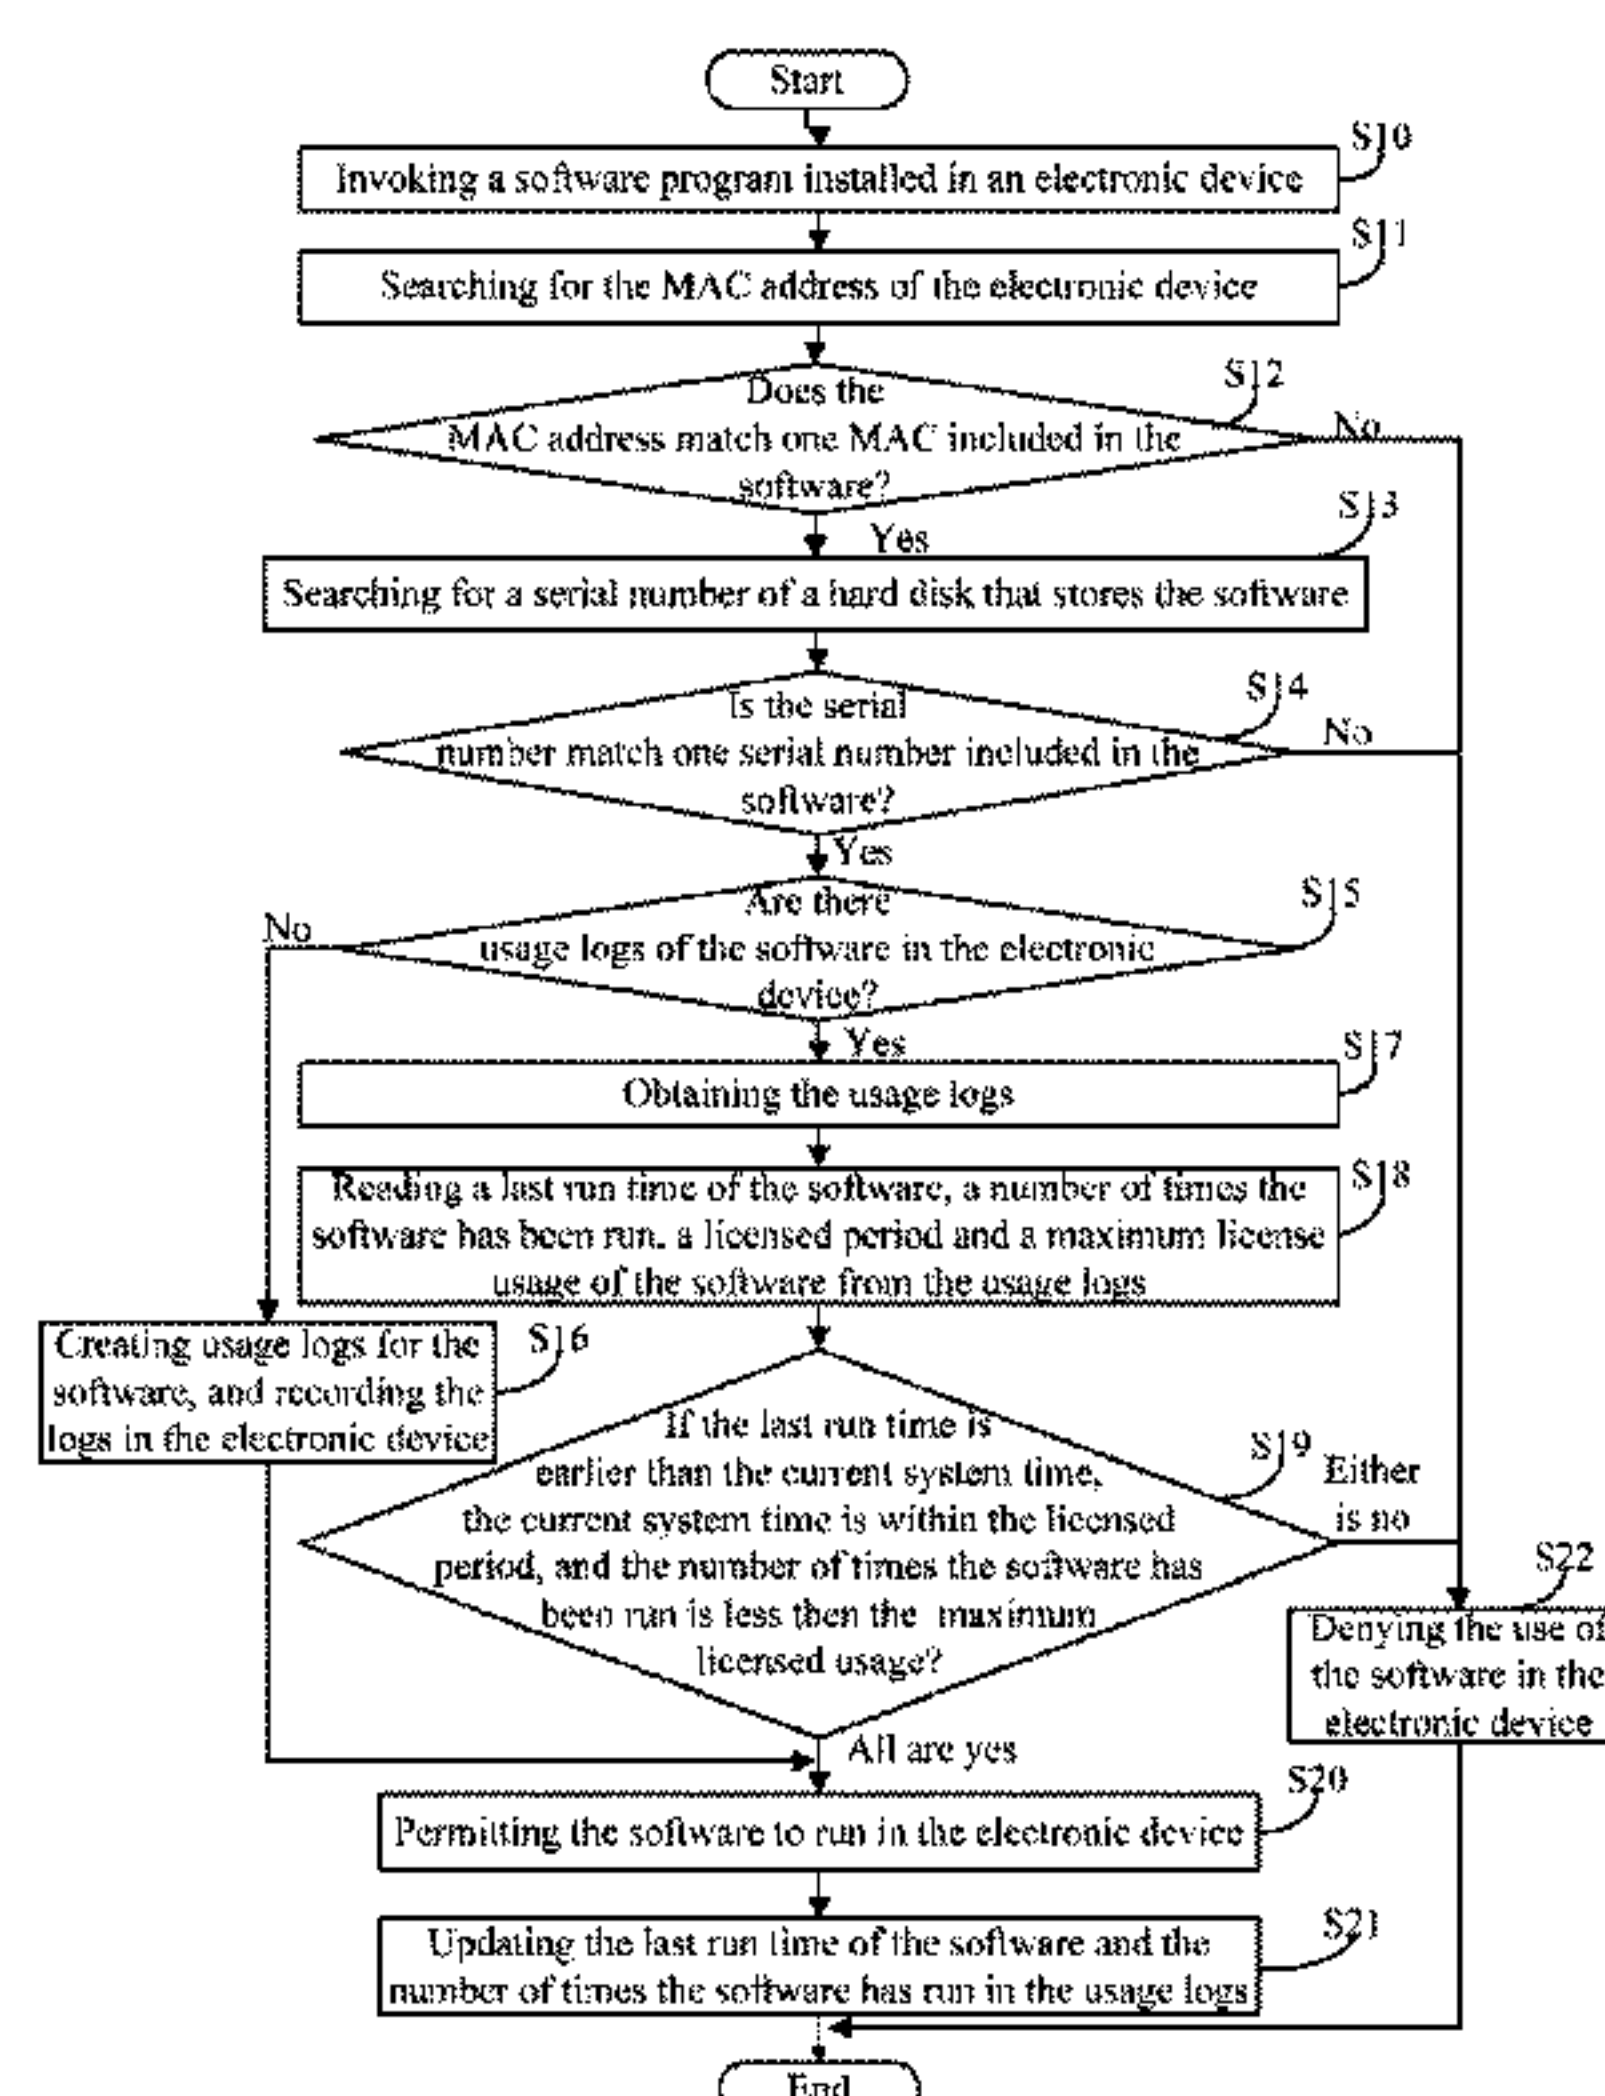 Start
S10
Invoking a software program installed in an electronic device
S11
Searching for the MAC address of the electronic device
S12
Does the
MAC address match one MAC included in the
software?
No
Yes
S13
Searching for a serial number of a hard disk that stores the software
S14
Is the serial
number match one serial number included in the
software?
No
Yes
S15
Are there
usage logs of the software in the electronic
device?
No
Yes
S17
Obtaining the usage logs
S18
Reading a last run time of the software, a number of times the
software has been run, a licensed period and a maximum license
usage of the software from the usage logs
S16
Creating usage logs for the
software, and recording the
logs in the electronic device
S19
If the last run time is
earlier than the current system time,
the current system time is within the licensed
period, and the number of times the software has
been run is less then the maximum
licensed usage?
Either
is no
S22
Denying the use of
the software in the
electronic device
All are yes
S20
Permitting the software to run in the electronic device
S21
Updating the last run time of the software and the
number of times the software has run in the usage logs
End